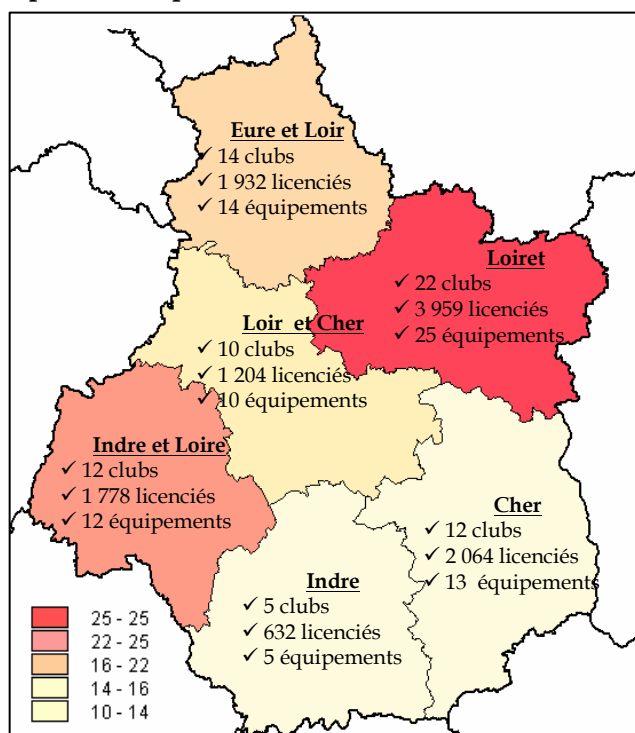 Eure et Loir
✓ 14 clubs
✓ 1 932 licenciés
✓ 14 équipements
Loiret
✓ 22 clubs
✓ 3 959 licenciés
✓ 25 équipements
Loir et Cher
✓ 10 clubs
✓ 1 204 licenciés
✓ 10 équipements
Indre et Loire
✓ 12 clubs
✓ 1 778 licenciés
✓ 12 équipements
Cher
✓ 12 clubs
✓ 2 064 licenciés
✓ 13 équipements
Indre
✓ 5 clubs
✓ 632 licenciés
✓ 5 équipements
25 - 25
22 - 25
16 - 22
14 - 16
10 - 14